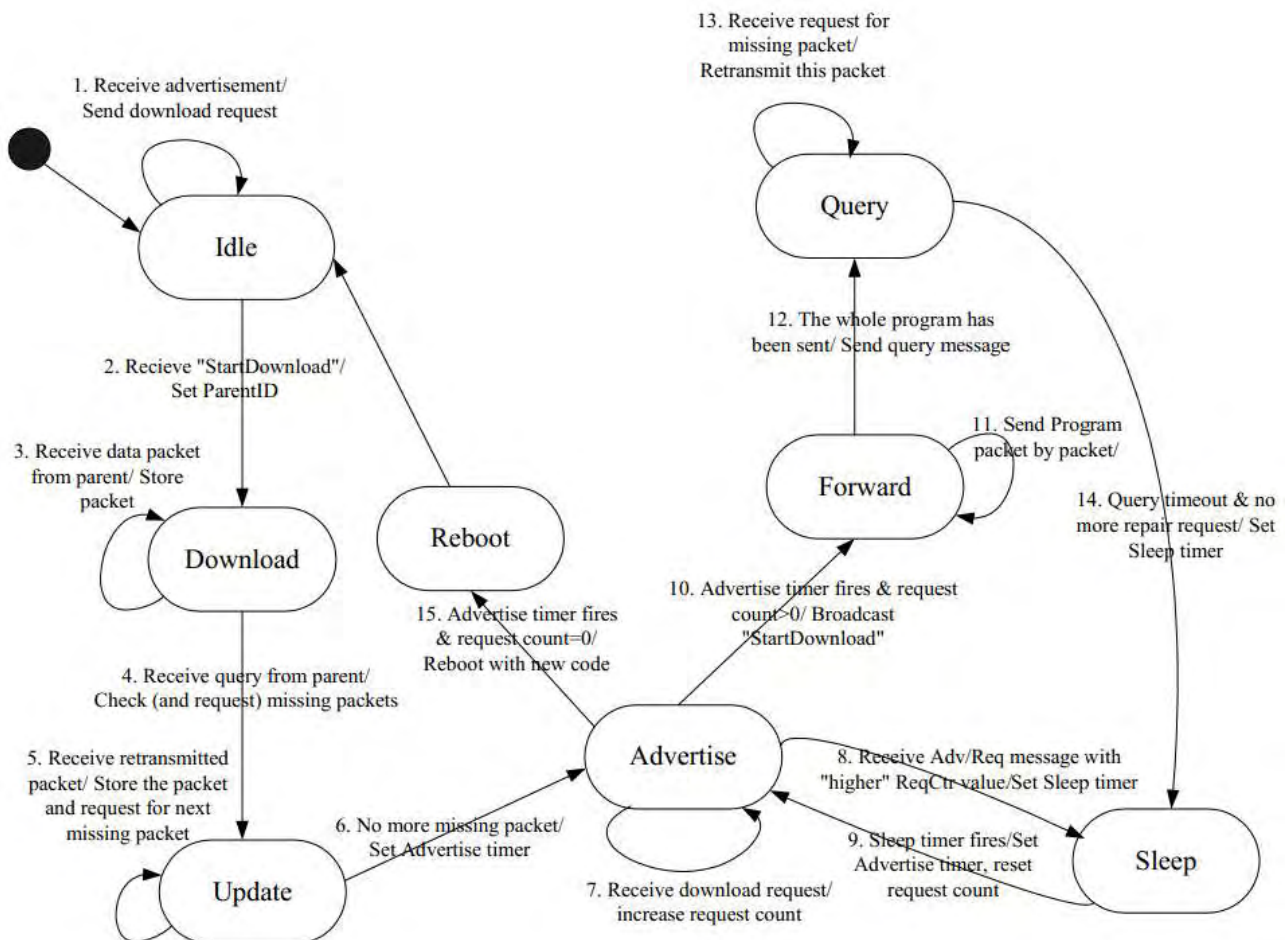 13. Receive request for
missing packet/
Retransmit this packet
1. Receive advertisement/
Send download request
Query
Idle
12. The whole program has
been sent/ Send query message
2. Recieve "StartDownload"/
Set ParentID
11. Send Program
packet by packet/
3. Receive data packet
from parent/ Store
packet
Forward
14. Query timeout & no
more repair request/ Set
Sleep timer
Reboot
Download
10. Advertise timer fires & request
count>0/ Broadcast
"StartDownload"
15. Advertise timer fires
& request count=0/
Reboot with new code
4. Receive query from parent/
Check (and request) missing packets
Advertise
5. Receive retransmitted
packet/ Store the packet
and request for next
missing packet
8. Receive Adv/Req message with
"higher" ReqCtr value/Set Sleep timer
6. No more missing packet/
Set Advertise timer
9. Sleep timer fires/Set
Advertise timer, reset
request count
Sleep
Update
7. Receive download request/
increase request count